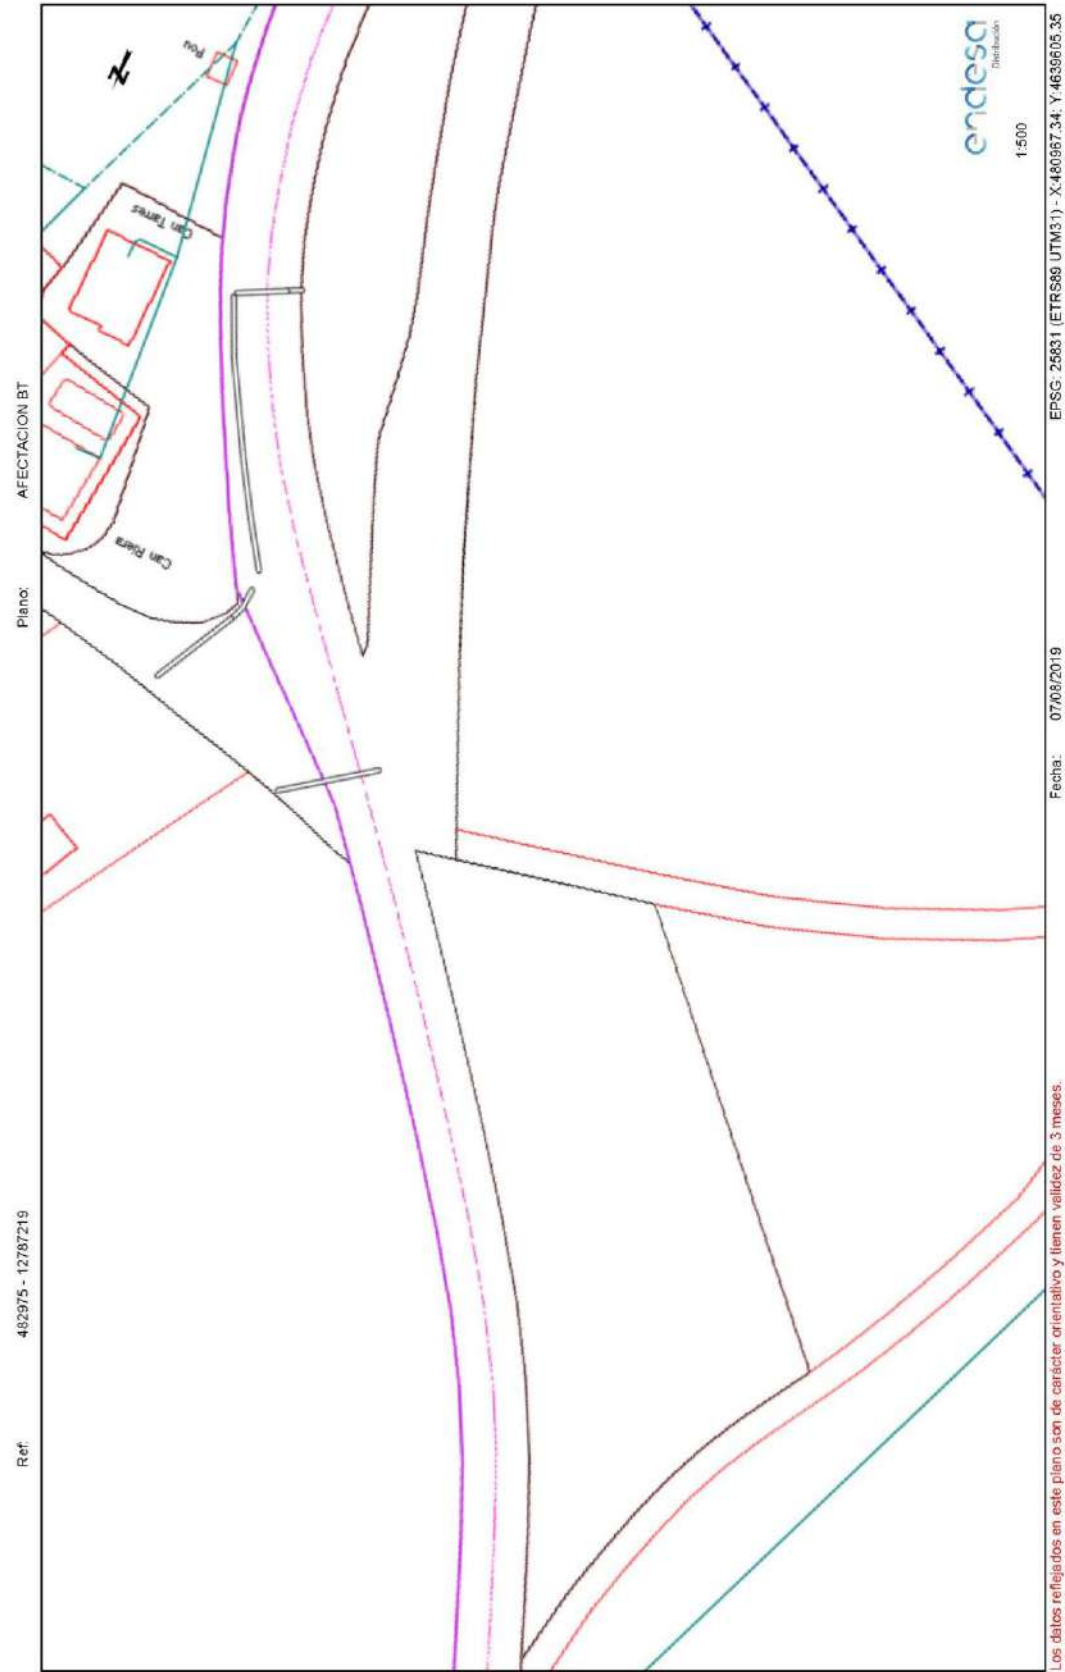 Ref: 482975 - 12787219 Plano: AFECTACION BT
Pou
Can Tarres
Can Riera
endesa
Distribución
1:500
Los datos reflejados en este plano son de carácter orientativo y tienen validez de 3 meses. Fecha: 07/08/2019 EPSG: 25831 (ETRS89 UTM31) - X:480967.34; Y:4639605.35